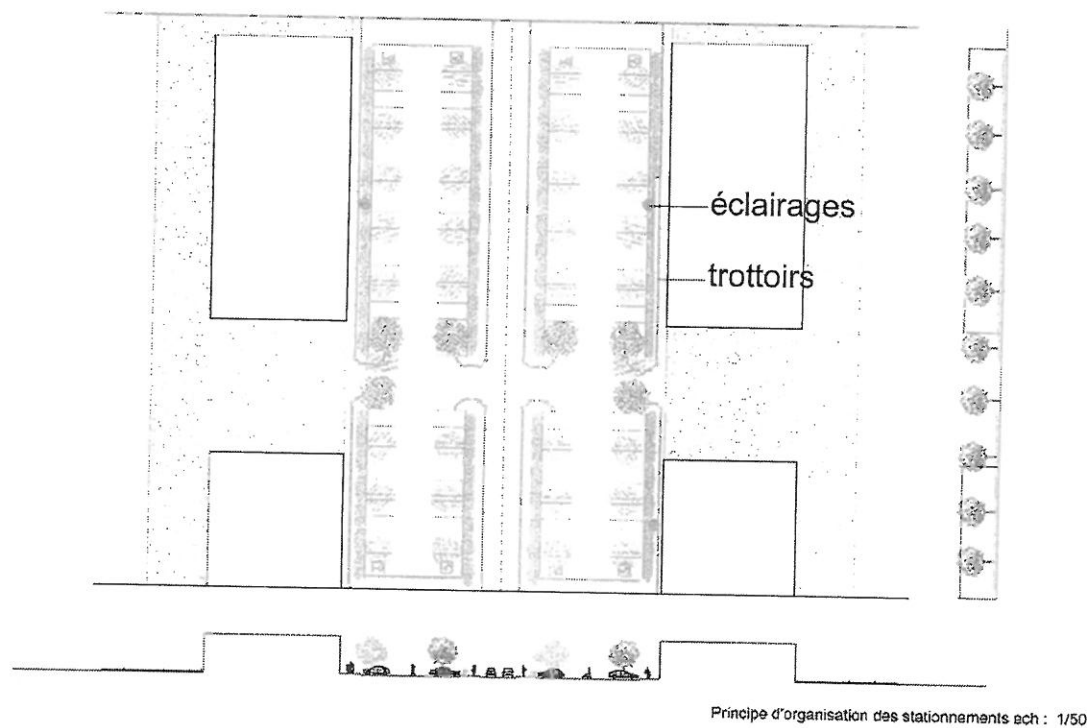 éclairages
trottoirs
Principe d'organisation des stationnements ech : 1/50